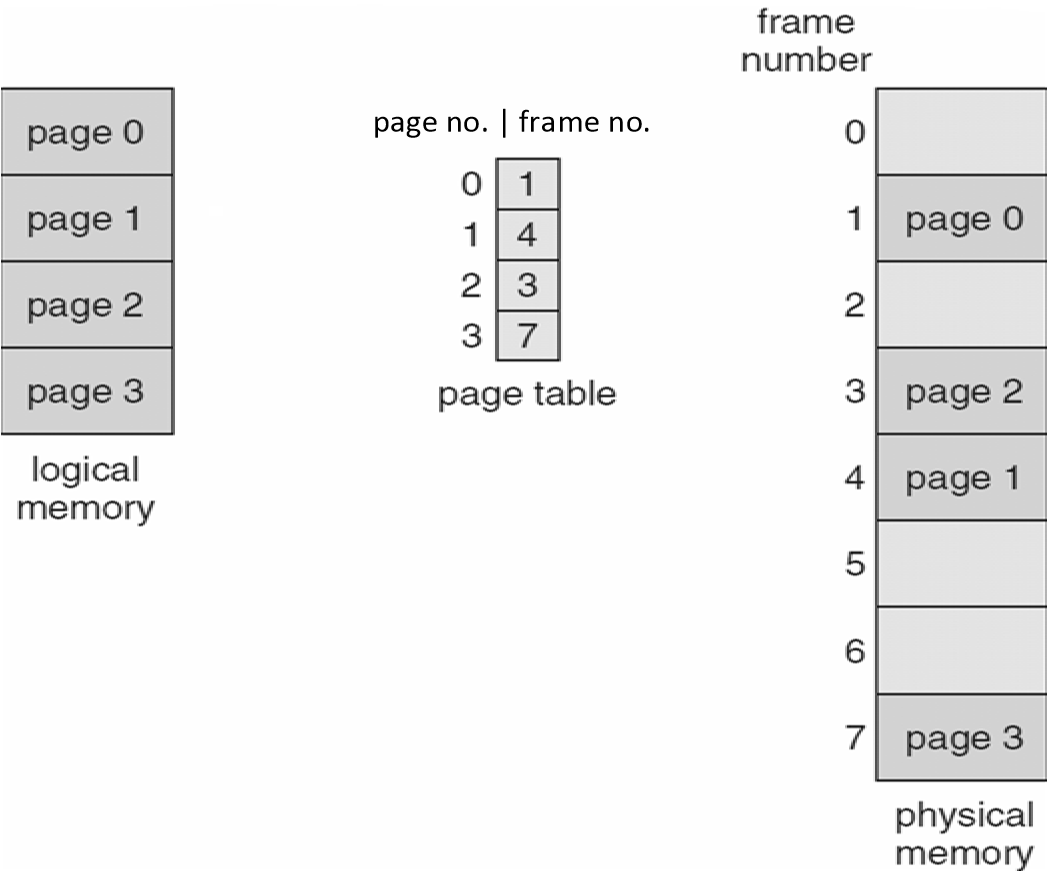 page 0
page 1
page 2
page 3
logical
memory
page no. | frame no.
0 1
1 4
2 3
3 7
page table
frame
number
0
1 page 0
2
3 page 2
4 page 1
5
6
7 page 3
physical
memory